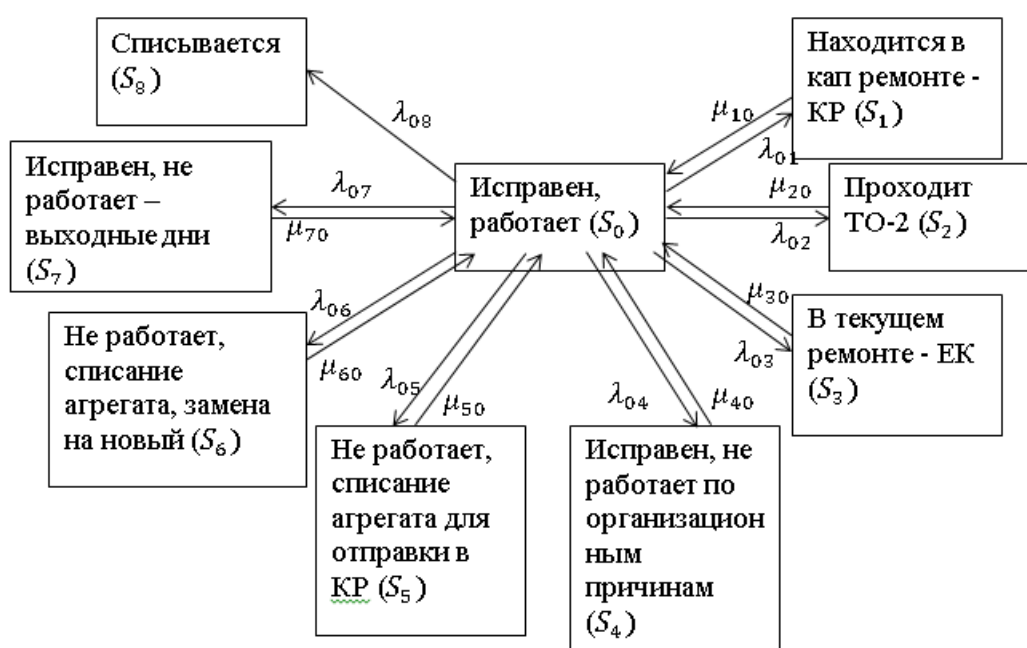 Списывается
(S₈)
λ₀₈
Находится в
кап ремонте -
КР (S₁)
μ₁₀
λ₀₁
Исправен, не
работает –
выходные дни
(S₇)
λ₀₇
μ₇₀
Исправен,
работает (S₀)
μ₂₀
λ₀₂
Проходит
ТО-2 (S₂)
Не работает,
списание
агрегата, замена
на новый (S₆)
λ₀₆
μ₆₀
μ₃₀
λ₀₃
В текущем
ремонте - ЕК
(S₃)
λ₀₅
μ₅₀
λ₀₄
μ₄₀
Не работает,
списание
агрегата для
отправки в
КР (S₅)
Исправен, не
работает по
организацион
ным
причинам
(S₄)